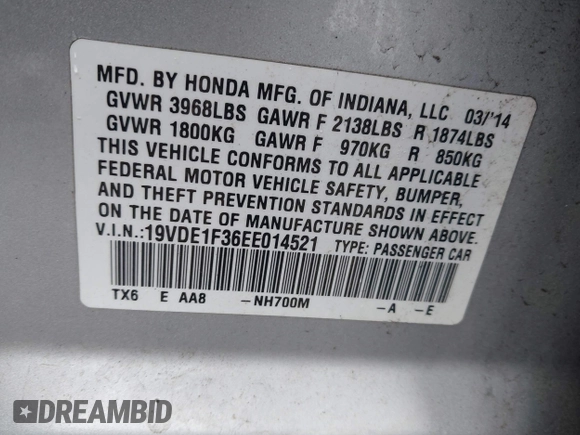 MFD. BY HONDA MFG. OF INDIANA, LLC 03/'14
GVWR 3968LBS GAWR F 2138LBS R 1874LBS
GVWR 1800KG GAWR F 970KG R 850KG
THIS VEHICLE CONFORMS TO ALL APPLICABLE
FEDERAL MOTOR VEHICLE SAFETY, BUMPER,
AND THEFT PREVENTION STANDARDS IN EFFECT
ON THE DATE OF MANUFACTURE SHOWN ABOVE.
V.I.N.:19VDE1F36EE014521 TYPE: PASSENGER CAR
TX6 E AA8 -NH700M -A -E
DREAMBID